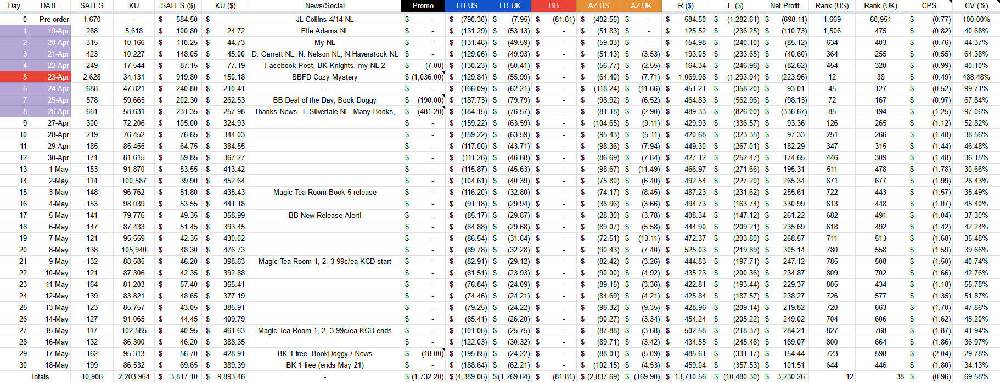 Day DATE SALES KU SALES ($) KU ($) News/Social Promo FB US FB UK BB AZ US AZ UK R ($) E ($) Net Profit Rank (US) Rank (UK) CPS CV (%)
0 Pre-order 1,670 - $ 584.50 $ - JL Collins 4/14 NL $ - $ (790.30) $ (7.95) $ (81.81) $ (402.55) $ - $ 584.50 $ (1,282.61) $ (698.11) 1,669 60,951 $ (0.77) 100.00%
1 19-Apr 288 5,618 $ 100.80 $ 24.72 Elle Adams NL $ - $ (131.29) $ (53.13) $ - $ (51.83) $ - $ 125.52 $ (236.25) $ (110.73) 1,506 475 $ (0.82) 40.68%
2 20-Apr 315 10,166 $ 110.25 $ 44.73 My NL $ - $ (131.48) $ (49.59) $ - $ (59.03) $ - $ 154.98 $ (240.10) $ (85.12) 634 403 $ (0.76) 44.37%
3 21-Apr 423 10,227 $ 148.05 $ 45.00 D. Garrett NL, N. Nelson NL, N.Haverstock NL $ - $ (129.06) $ (49.93) $ - $ (51.13) $ (3.53) $ 193.05 $ (233.65) $ (40.60) 364 255 $ (0.55) 64.38%
4 22-Apr 249 17,544 $ 87.15 $ 77.19 Facebook Post, BK Knights, my NL 2 $ (7.00) $ (130.23) $ (50.41) $ - $ (56.77) $ (2.55) $ 164.34 $ (246.96) $ (82.62) 454 320 $ (0.99) 40.10%
5 23-Apr 2,628 34,131 $ 919.80 $ 150.18 BBFD Cozy Mystery $ (1,036.00) $ (129.84) $ (55.99) $ - $ (64.40) $ (7.71) $ 1,069.98 $ (1,293.94) $ (223.96) 12 38 $ (0.49) 488.48%
6 24-Apr 688 47,821 $ 240.80 $ 210.41 - $ - $ (166.09) $ (62.21) $ - $ (118.24) $ (11.66) $ 451.21 $ (358.20) $ 93.01 45 127 $ (0.52) 99.71%
7 25-Apr 578 59,665 $ 202.30 $ 262.53 BB Deal of the Day, Book Doggy $ (190.00) $ (187.73) $ (79.79) $ - $ (98.92) $ (6.52) $ 464.83 $ (562.96) $ (98.13) 72 167 $ (0.97) 67.84%
8 26-Apr 661 58,631 $ 231.35 $ 257.98 Thanks News. T. Silvertale NL. Many Books, $ (481.20) $ (184.15) $ (76.57) $ - $ (81.18) $ (2.90) $ 489.33 $ (826.00) $ (336.67) 85 194 $ (1.25) 97.06%
9 27-Apr 300 72,206 $ 105.00 $ 324.93 $ - $ (159.22) $ (63.59) $ - $ (104.65) $ (9.11) $ 429.93 $ (336.57) $ 93.36 126 265 $ (1.12) 52.82%
10 28-Apr 219 76,452 $ 76.65 $ 344.03 $ - $ (159.22) $ (63.59) $ - $ (95.43) $ (5.11) $ 420.68 $ (323.35) $ 97.33 251 266 $ (1.48) 38.56%
11 29-Apr 185 85,455 $ 64.75 $ 384.55 $ - $ (117.00) $ (43.71) $ - $ (98.36) $ (7.94) $ 449.30 $ (267.01) $ 182.29 347 315 $ (1.44) 46.48%
12 30-Apr 171 81,615 $ 59.85 $ 367.27 $ - $ (111.26) $ (46.68) $ - $ (86.69) $ (7.84) $ 427.12 $ (252.47) $ 174.65 446 309 $ (1.48) 36.15%
13 1-May 153 91,870 $ 53.55 $ 413.42 $ - $ (115.87) $ (45.63) $ - $ (98.67) $ (11.49) $ 466.97 $ (271.66) $ 195.31 511 478 $ (1.78) 30.66%
14 2-May 114 100,587 $ 39.90 $ 452.64 $ - $ (104.61) $ (40.39) $ - $ (75.80) $ (6.40) $ 492.54 $ (227.20) $ 265.34 671 677 $ (1.99) 28.43%
15 3-May 148 96,762 $ 51.80 $ 435.43 Magic Tea Room Book 5 release $ - $ (116.20) $ (32.80) $ - $ (74.17) $ (8.45) $ 487.23 $ (231.62) $ 255.61 722 443 $ (1.57) 35.49%
16 4-May 153 98,039 $ 53.55 $ 441.18 $ - $ (91.18) $ (29.94) $ - $ (38.96) $ (3.66) $ 494.73 $ (163.74) $ 330.99 613 448 $ (1.07) 45.40%
17 5-May 141 79,776 $ 49.35 $ 358.99 BB New Release Alert! $ - $ (85.17) $ (29.87) $ - $ (28.30) $ (3.78) $ 408.34 $ (147.12) $ 261.22 682 491 $ (1.04) 37.30%
18 6-May 147 87,433 $ 51.45 $ 393.45 $ - $ (84.88) $ (29.68) $ - $ (89.07) $ (5.58) $ 444.90 $ (209.21) $ 235.69 618 492 $ (1.42) 42.24%
19 7-May 121 95,559 $ 42.35 $ 430.02 $ - $ (86.54) $ (31.64) $ - $ (72.51) $ (13.11) $ 472.37 $ (203.80) $ 268.57 711 513 $ (1.68) 35.48%
20 8-May 138 105,940 $ 48.30 $ 476.73 $ - $ (89.78) $ (32.28) $ - $ (90.43) $ (7.40) $ 525.03 $ (219.89) $ 305.14 780 558 $ (1.59) 39.66%
21 9-May 132 88,585 $ 46.20 $ 398.63 Magic Tea Room 1, 2, 3 99c/ea KCD start $ - $ (82.91) $ (29.12) $ - $ (82.42) $ (3.26) $ 444.83 $ (197.71) $ 247.12 785 508 $ (1.50) 40.74%
22 10-May 121 87,306 $ 42.35 $ 392.88 $ - $ (81.51) $ (23.93) $ - $ (90.00) $ (4.92) $ 435.23 $ (200.36) $ 234.87 809 702 $ (1.66) 42.76%
23 11-May 164 81,203 $ 57.40 $ 365.41 $ - $ (76.84) $ (24.09) $ - $ (89.15) $ (3.36) $ 422.81 $ (193.44) $ 229.37 805 434 $ (1.18) 55.78%
24 12-May 139 83,821 $ 48.65 $ 377.19 $ - $ (74.46) $ (24.21) $ - $ (84.69) $ (4.21) $ 425.84 $ (187.57) $ 238.27 726 577 $ (1.35) 51.87%
25 13-May 123 85,757 $ 43.05 $ 385.91 $ - $ (79.25) $ (24.22) $ - $ (96.32) $ (9.35) $ 428.96 $ (209.14) $ 219.82 720 663 $ (1.70) 47.86%
26 14-May 127 91,065 $ 44.45 $ 409.79 $ - $ (85.41) $ (26.20) $ - $ (90.27) $ (3.34) $ 454.24 $ (205.22) $ 249.02 704 606 $ (1.62) 45.20%
27 15-May 117 102,585 $ 40.95 $ 461.63 Magic Tea Room 1, 2, 3 99c/ea KCD ends $ - $ (101.06) $ (25.75) $ - $ (87.88) $ (3.68) $ 502.58 $ (218.37) $ 284.21 827 768 $ (1.87) 41.94%
28 16-May 132 86,300 $ 46.20 $ 388.35 $ - $ (122.03) $ (30.32) $ - $ (89.71) $ (3.42) $ 434.55 $ (245.48) $ 189.07 800 664 $ (1.86) 36.97%
29 17-May 162 95,313 $ 56.70 $ 428.91 BK 1 free, BookDoggy / News $ (18.00) $ (195.85) $ (24.22) $ - $ (88.01) $ (5.09) $ 485.61 $ (331.17) $ 154.44 723 598 $ (2.04) 29.78%
30 18-May 199 86,532 $ 69.65 $ 389.39 BK 1 free (ends May 21) $ - $ (188.64) $ (62.21) $ - $ (102.15) $ (4.53) $ 459.04 $ (357.53) $ 101.51 644 446 $ (1.80) 34.13%
Totals 10,906 2,203,964 $ 3,817.10 $ 9,893.46 - $ (1,732.20) $ (4,389.06) $ (1,269.64) $ (81.81) $ (2,837.69) $ (169.90) $ 13,710.56 $ (10,480.30) $ 3,230.26 12 38 $ (0.96) 69.58%